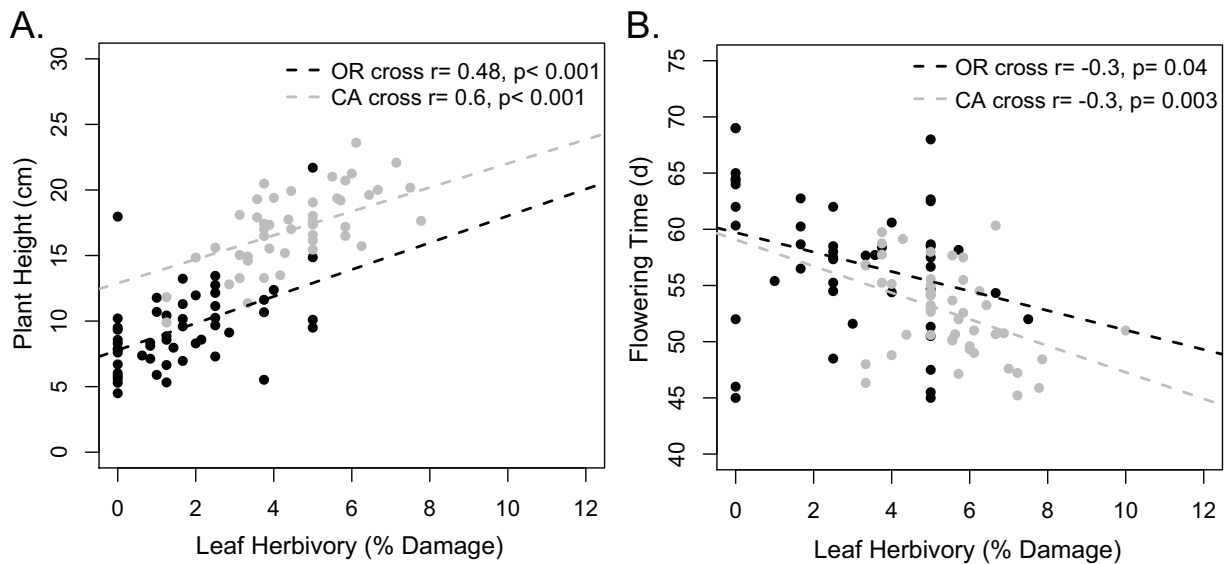 A.
OR cross r= 0.48, p< 0.001
CA cross r= 0.6, p< 0.001
Plant Height (cm)
30
25
20
15
10
5
0
0 2 4 6 8 10 12
Leaf Herbivory (% Damage)
B.
OR cross r= -0.3, p= 0.04
CA cross r= -0.3, p= 0.003
Flowering Time (d)
75
70
65
60
55
50
45
40
0 2 4 6 8 10 12
Leaf Herbivory (% Damage)